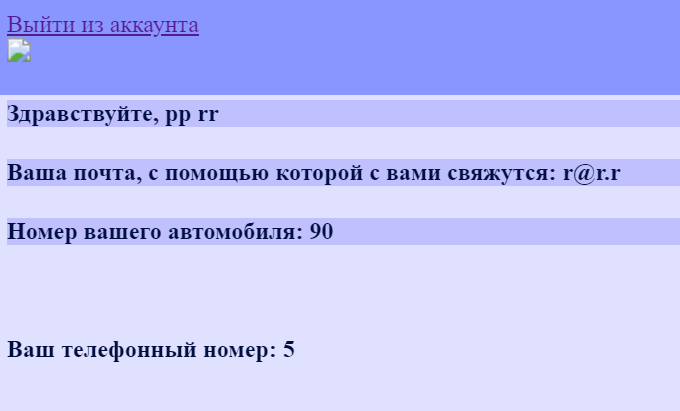 Выйти из аккаунта
Здравствуйте, pp rr
Ваша почта, с помощью которой с вами свяжутся: r@r.r
Номер вашего автомобиля: 90
Ваш телефонный номер: 5